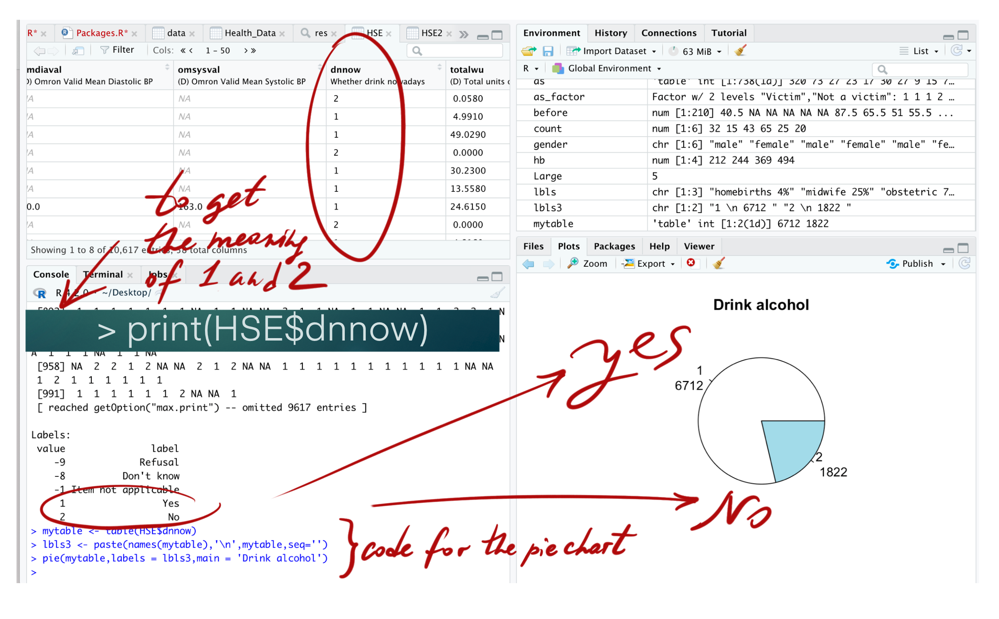 R* Packages.R* data Health_Data res HSE HSE2
Filter Cols: « < 1 - 50 > »
mdiaval omsysval dnnow totalwu
) Omron Valid Mean Diastolic BP (D) Omron Valid Mean Systolic BP Whether drink nowadays (D) Total units
NA 2 0.0580
NA 1 4.9910
NA 1 49.0290
NA 2 0.0000
NA 1 30.2300
NA 1 13.5580
0.0 163.0 1 24.6150
NA 2 0.0000
to get
the meaning
of 1 and 2
Showing 1 to 8 of 10,617 entries, 58 total columns
Console Terminal Jobs
R 4.2.0 · ~/Desktop/
> print(HSE$dnnow)
A 1 1 1 NA 1 1 NA
[958] NA 2 2 1 2 NA NA 2 1 2 NA NA 1 1 1 1 1 1 1 1 1 1 1 NA NA
1 2 1 1 1 1 1 1
[991] 1 1 1 1 1 1 2 NA NA 1
[ reached getOption("max.print") -- omitted 9617 entries ]
Labels:
value label
-9 Refusal
-8 Don't know
-1 Item not applicable
1 Yes
2 No
> mytable <- table(HSE$dnnow)
> lbls3 <- paste(names(mytable),'\n',mytable,seq='')
> pie(mytable,labels = lbls3,main = 'Drink alcohol')
>
code for the pie chart
Environment History Connections Tutorial
Import Dataset 63 MiB List
R Global Environment
as 'table' int [1:738(1d)] 320 73 27 23 17 30 27 9 15 7…
as_factor Factor w/ 2 levels "Victim","Not a victim": 1 1 1 2 …
before num [1:210] 40.5 NA NA NA NA NA 87.5 65.5 51 55.5 ...
count num [1:6] 32 15 43 65 25 20
gender chr [1:6] "male" "female" "male" "female" "male" "fe…
hb num [1:4] 212 244 369 494
Large 5
lbls chr [1:3] "homebirths 4%" "midwife 25%" "obstetric 7…
lbls3 chr [1:2] "1 \n 6712 " "2 \n 1822 "
mytable 'table' int [1:2(1d)] 6712 1822
Files Plots Packages Help Viewer
Zoom Export Publish
Drink alcohol
yes
1
6712
2
1822
No